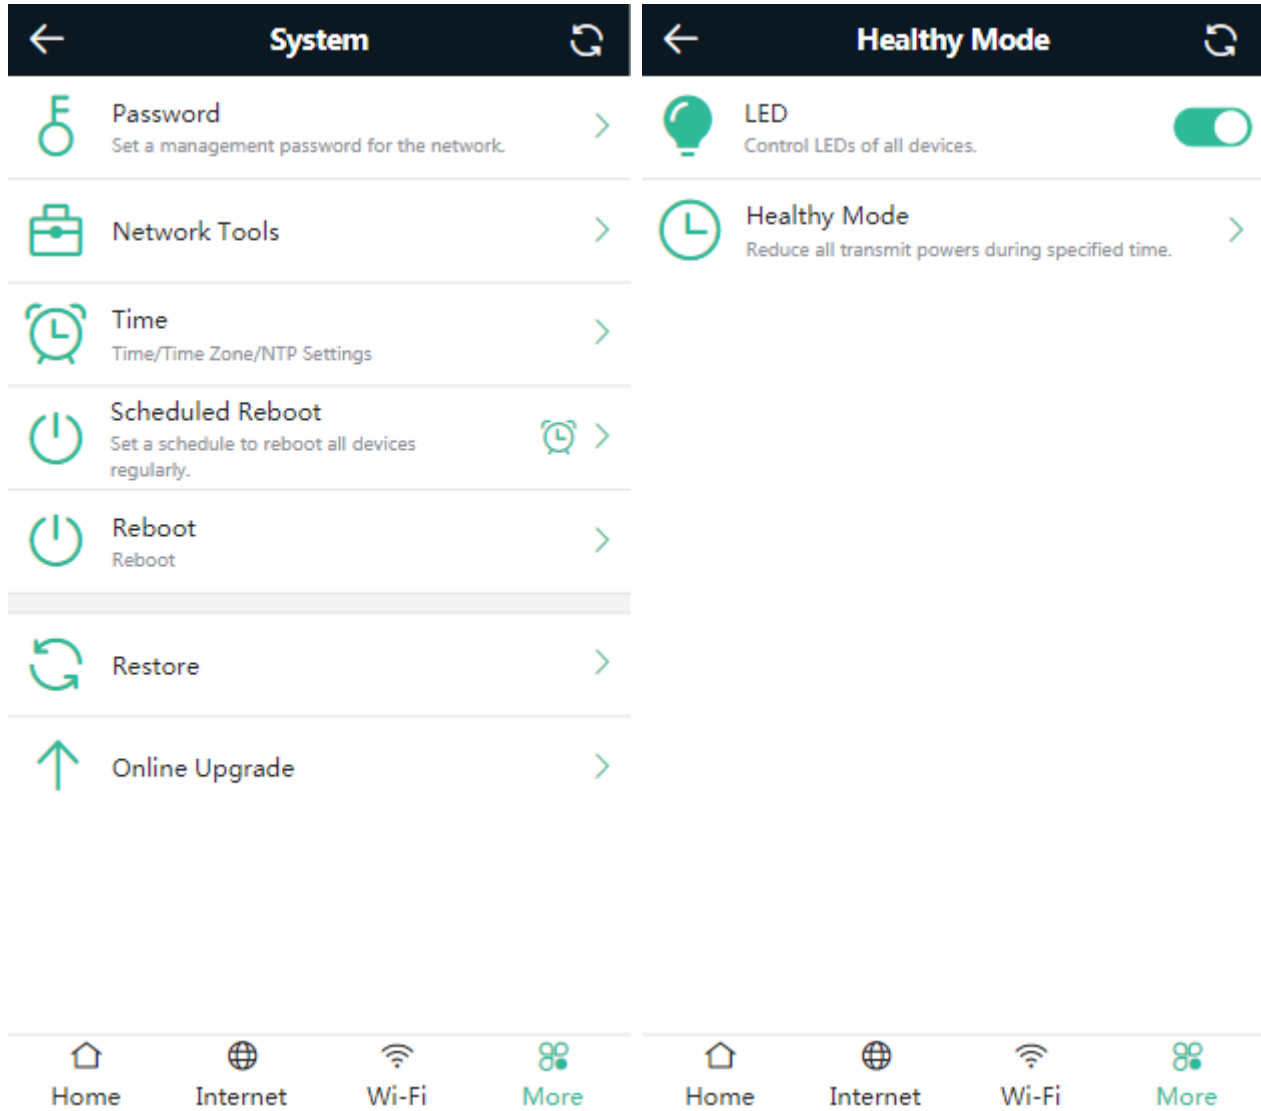 System
Password
Set a management password for the network.
Network Tools
Time
Time/Time Zone/NTP Settings
Scheduled Reboot
Set a schedule to reboot all devices
regularly.
Reboot
Reboot
Restore
Online Upgrade
Home
Internet
Wi-Fi
More
Healthy Mode
LED
Control LEDs of all devices.
Healthy Mode
Reduce all transmit powers during specified time.
Home
Internet
Wi-Fi
More